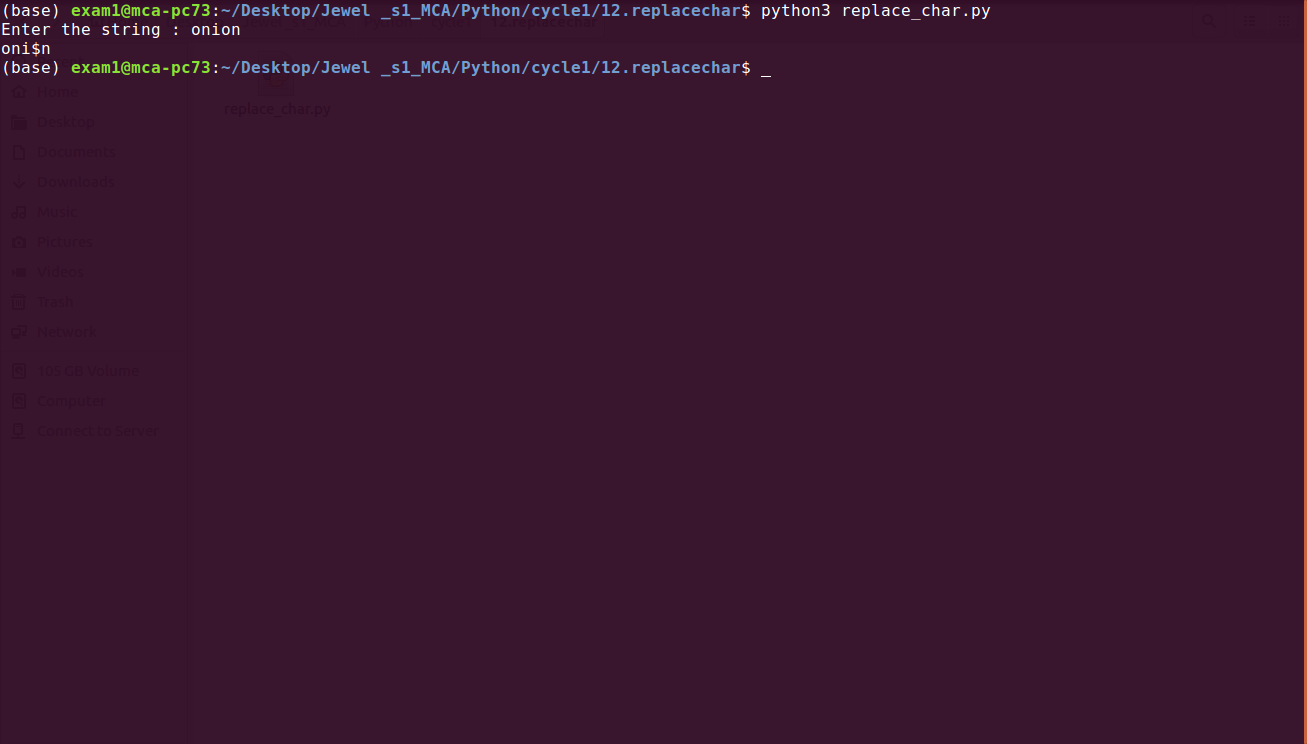 (base) exam1@mca-pc73:~/Desktop/Jewel _s1_MCA/Python/cycle1/12.replacechar$ python3 replace_char.py
Enter the string : onion
oni$n
(base) exam1@mca-pc73:~/Desktop/Jewel _s1_MCA/Python/cycle1/12.replacechar$ _
Home
replace_char.py
Desktop
Documents
Downloads
Music
Pictures
Videos
Trash
Network
105 GB Volume
Computer
Connect to Server